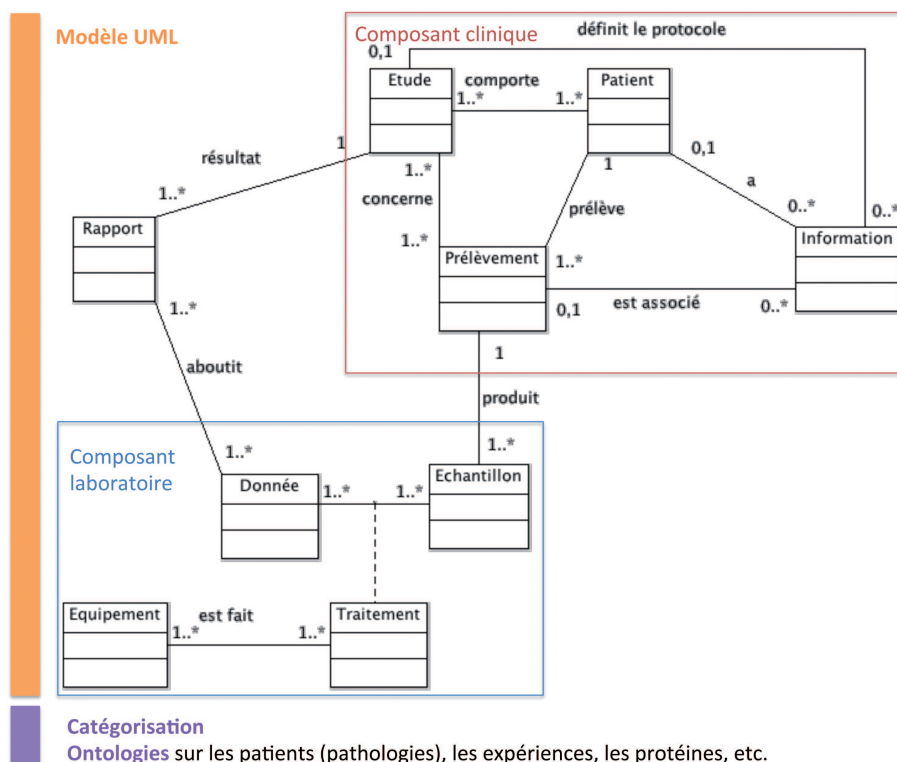 Modèle UML
Composant clinique
définit le protocole
0,1
Etude
comporte
Patient
1..*
1..*
1
résultat
1..*
1
0,1
concerne
a
1..*
prélève
0..*
0..*
Rapport
1..*
Prélèvement
1..*
Information
1..*
0,1
est associé
0..*
1
aboutit
produit
1..*
1..*
Composant
laboratoire
Donnée
1..*
1..*
Echantillon
Equipement
est fait
Traitement
1..*
1..*
Catégorisation
Ontologies sur les patients (pathologies), les expériences, les protéines, etc.